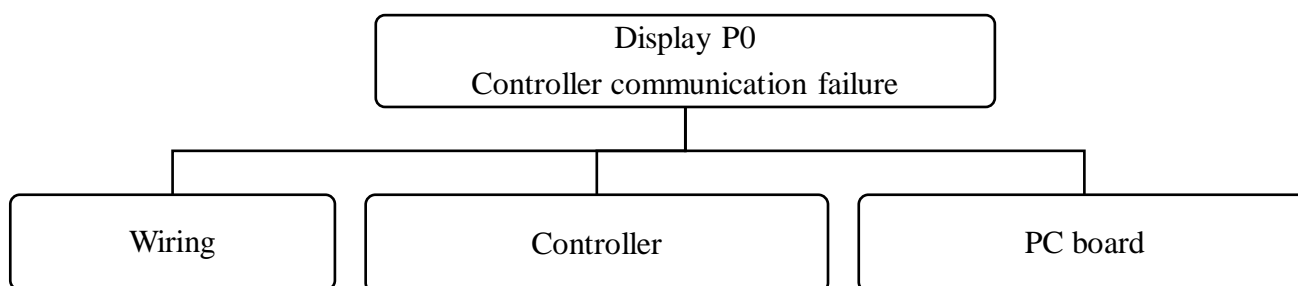 Display P0
Controller communication failure
Wiring
Controller
PC board